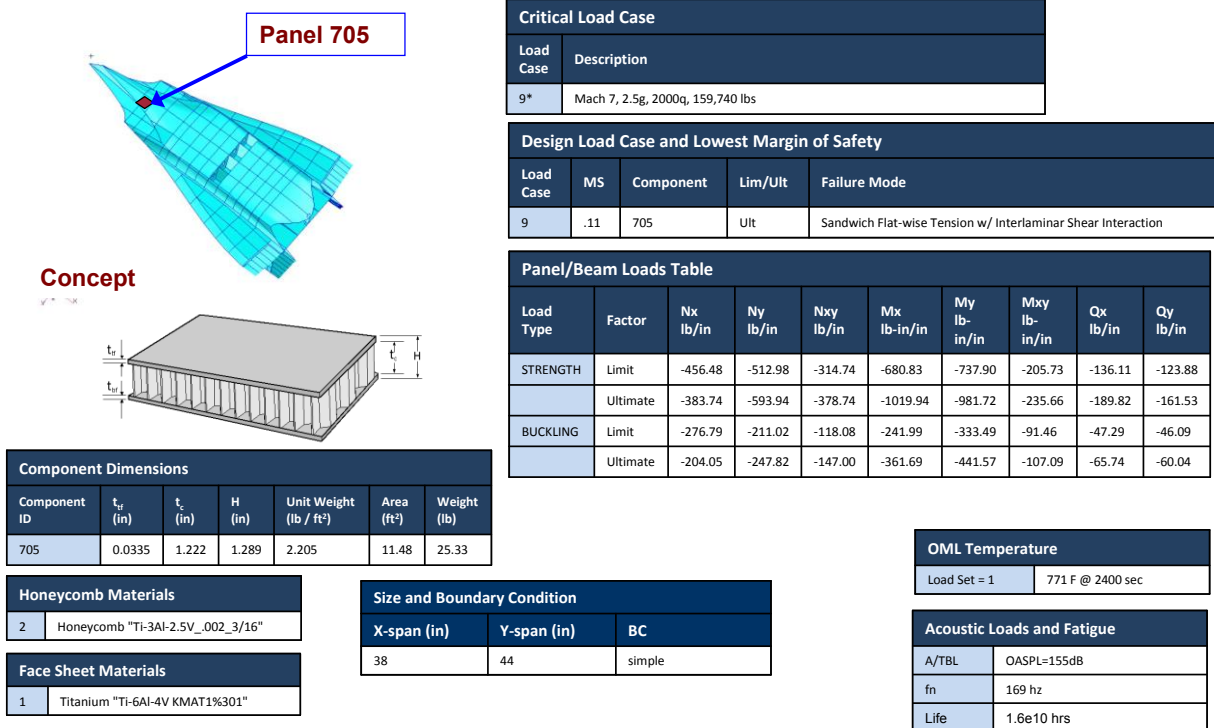 Panel 705
Concept
t_tf
t_bf
t_c
H
Component Dimensions
Component ID t_tf (in) t_c (in) H (in) Unit Weight (lb / ft²) Area (ft²) Weight (lb)
705 0.0335 1.222 1.289 2.205 11.48 25.33
Honeycomb Materials
2 Honeycomb "Ti-3Al-2.5V_.002_3/16"
Face Sheet Materials
1 Titanium "Ti-6Al-4V KMAT1%301"
Size and Boundary Condition
X-span (in) Y-span (in) BC
38 44 simple
Critical Load Case
Load Case Description
9* Mach 7, 2.5g, 2000q, 159,740 lbs
Design Load Case and Lowest Margin of Safety
Load Case MS Component Lim/Ult Failure Mode
9 .11 705 Ult Sandwich Flat-wise Tension w/ Interlaminar Shear Interaction
Panel/Beam Loads Table
Load Type Factor Nx lb/in Ny lb/in Nxy lb/in Mx lb-in/in My lb-in/in Mxy lb-in/in Qx lb/in Qy lb/in
STRENGTH Limit -456.48 -512.98 -314.74 -680.83 -737.90 -205.73 -136.11 -123.88
Ultimate -383.74 -593.94 -378.74 -1019.94 -981.72 -235.66 -189.82 -161.53
BUCKLING Limit -276.79 -211.02 -118.08 -241.99 -333.49 -91.46 -47.29 -46.09
Ultimate -204.05 -247.82 -147.00 -361.69 -441.57 -107.09 -65.74 -60.04
OML Temperature
Load Set = 1 771 F @ 2400 sec
Acoustic Loads and Fatigue
A/TBL OASPL=155dB
fn 169 hz
Life 1.6e10 hrs